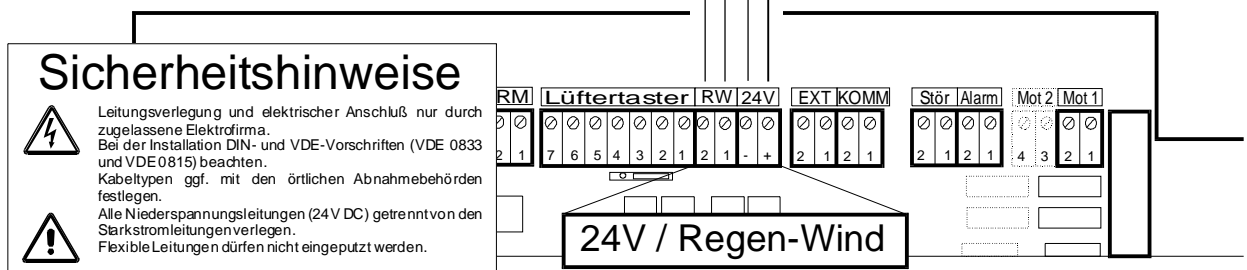 Sicherheitshinweise
Leitungsverlegung und elektrischer Anschluß nur durch
zugelassene Elektrofirma.
Bei der Installation DIN- und VDE-Vorschriften (VDE 0833
und VDE 0815) beachten.
Kabeltypen ggf. mit den örtlichen Abnahmebehörden
festlegen.
Alle Niederspannungsleitungen (24V DC) getrennt von den
Starkstromleitungen verlegen.
Flexible Leitungen dürfen nicht eingeputzt werden.
RM Lüftertaster RW 24V EXT KOMM Stör Alarm Mot 2 Mot 1
2 1 7 6 5 4 3 2 1 2 1 - + 2 1 2 1 2 1 2 1 4 3 2 1
24V / Regen-Wind